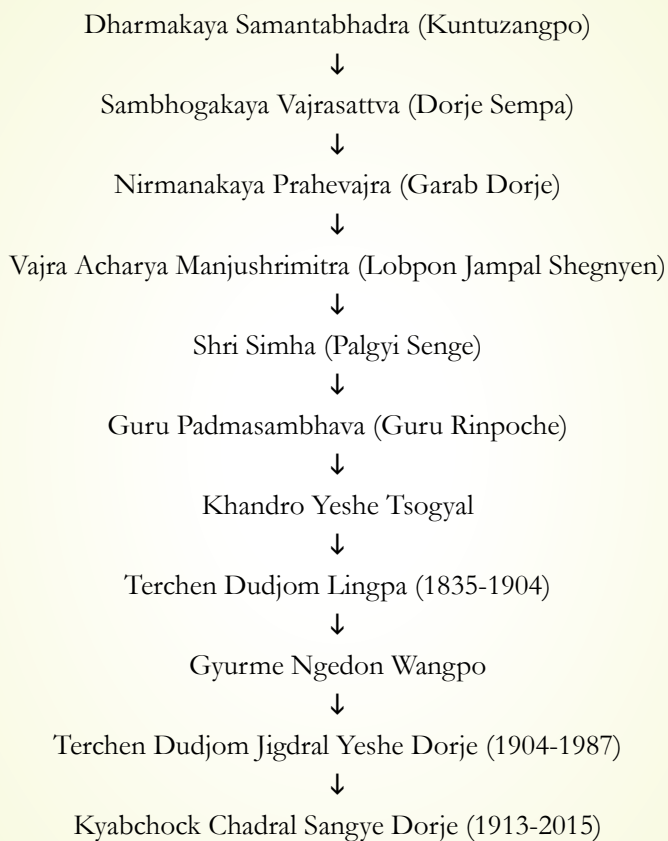 Dharmakaya Samantabhadra (Kuntuzangpo)
↓
Sambhogakaya Vajrasattva (Dorje Sempa)
↓
Nirmanakaya Prahevajra (Garab Dorje)
↓
Vajra Acharya Manjushrimitra (Lobpon Jampal Shegnyen)
↓
Shri Simha (Palgyi Senge)
↓
Guru Padmasambhava (Guru Rinpoche)
↓
Khandro Yeshe Tsogyal
↓
Terchen Dudjom Lingpa (1835-1904)
↓
Gyurme Ngedon Wangpo
↓
Terchen Dudjom Jigdral Yeshe Dorje (1904-1987)
↓
Kyabchock Chadral Sangye Dorje (1913-2015)